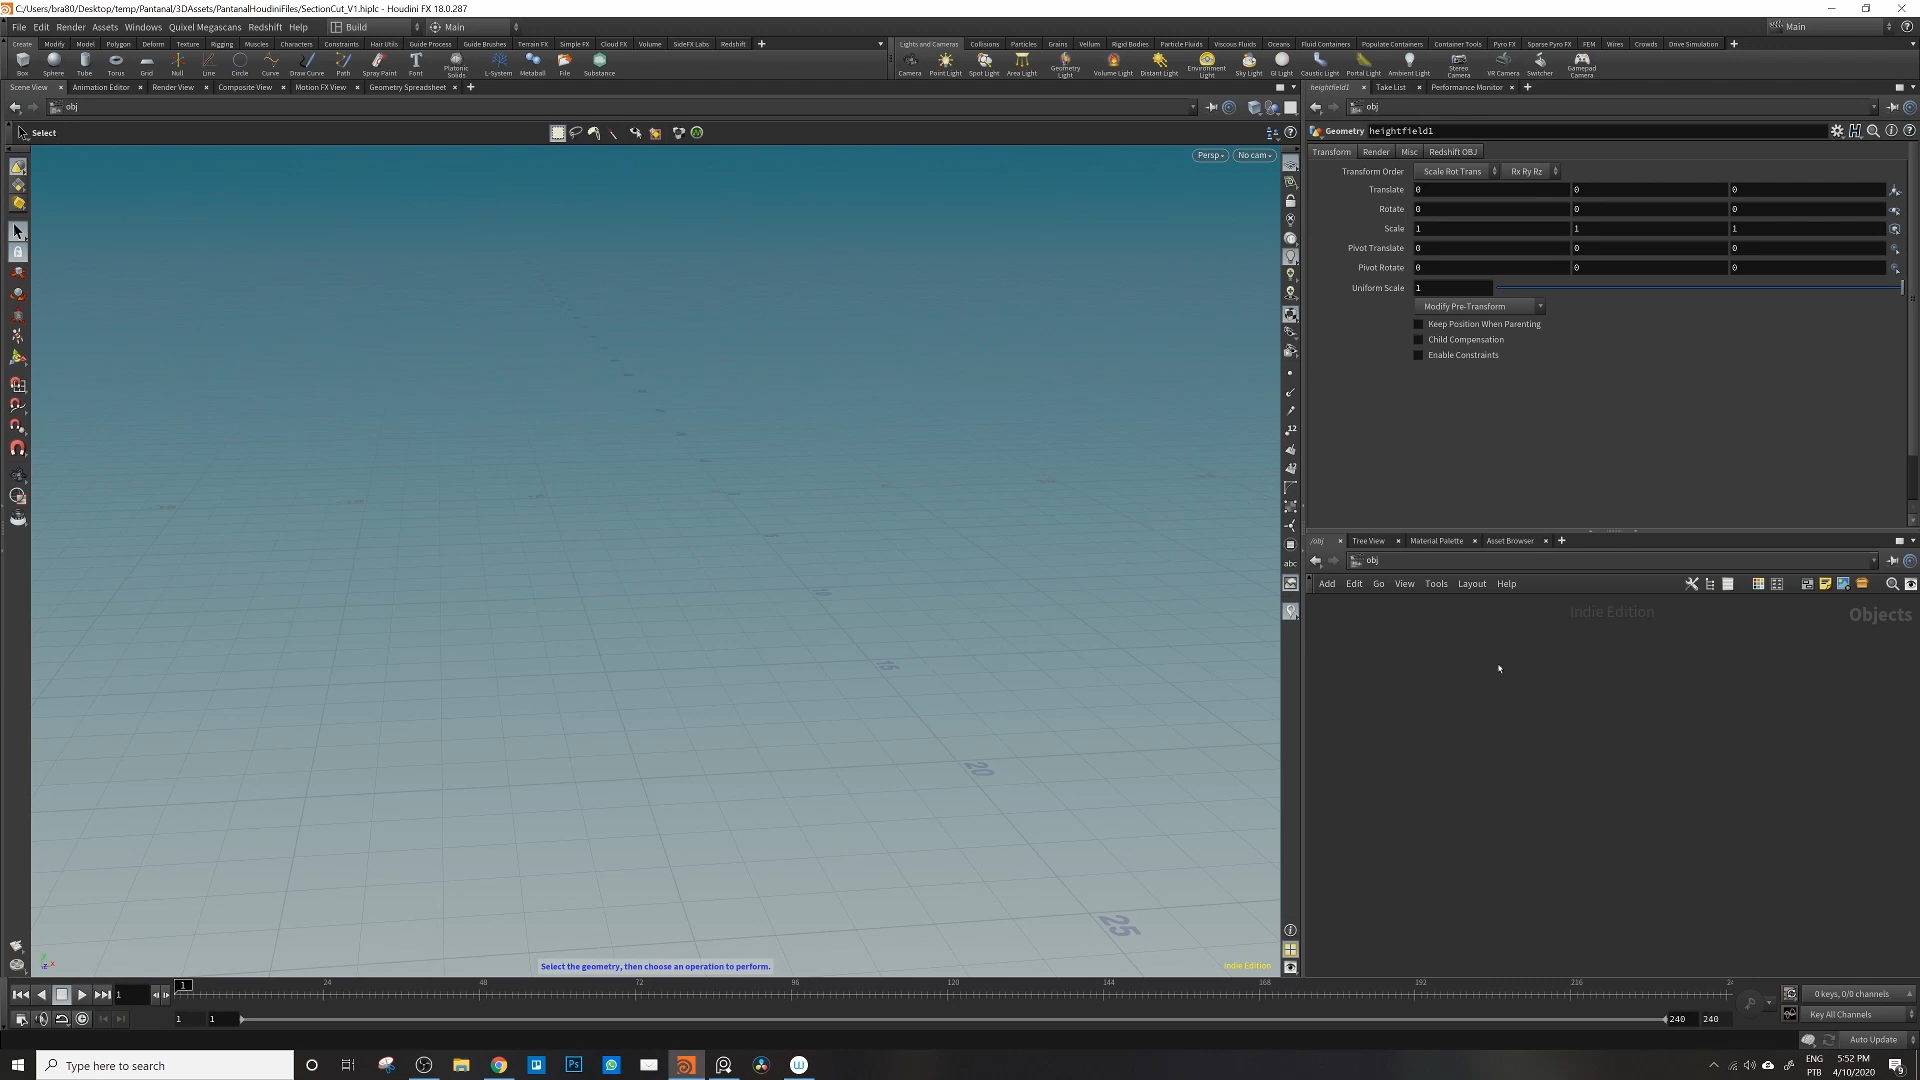 C:/Users/bra80/Desktop/temp/Pantanal/3DAssets/PantanalHoudiniFiles/SectionCut_V1.hiplc - Houdini FX 18.0.287
File Edit Render Assets Windows Quixel Megascans Redshift Help Build Main Main
Create Modify Model Polygon Deform Texture Rigging Muscles Characters Constraints Hair Utils Guide Process Guide Brushes Terrain FX Simple FX Cloud FX Volume SideFX Labs Redshift
Lights and Cameras Collisions Particles Grains Vellum Rigid Bodies Particle Fluids Viscous Fluids Oceans Fluid Containers Populate Containers Container Tools Pyro FX Sparse Pyro FX FEM Wires Crowds Drive Simulation
Box Sphere Tube Torus Grid Null Line Circle Curve Draw Curve Path Spray Paint Font Platonic Solids L-System Metaball File Substance
Camera Point Light Spot Light Area Light Geometry Light Volume Light Distant Light Environment Light Sky Light GI Light Caustic Light Portal Light Ambient Light Stereo Camera VR Camera Switcher Gamepad Camera
Scene View Animation Editor Render View Composite View Motion FX View Geometry Spreadsheet
heightfield1 Take List Performance Monitor
obj
obj
Select
Geometry heightfield1
Persp No cam
Transform Render Misc Redshift OBJ
Transform Order Scale Rot Trans Rx Ry Rz
Translate 0 0 0
Rotate 0 0 0
Scale 1 1 1
Pivot Translate 0 0 0
Pivot Rotate 0 0 0
Uniform Scale 1
Modify Pre-Transform
Keep Position When Parenting
Child Compensation
Enable Constraints
/obj Tree View Material Palette Asset Browser
obj
Add Edit Go View Tools Layout Help
Indie Edition
Objects
12
abc
10
15
20
25
Select the geometry, then choose an operation to perform.
Indie Edition
1 1 24 48 72 96 120 144 168 192 216
0 keys, 0/0 channels
1 1 240 240
Key All Channels
Auto Update
Type here to search
Ps
ENG
PTB
5:52 PM
4/10/2020